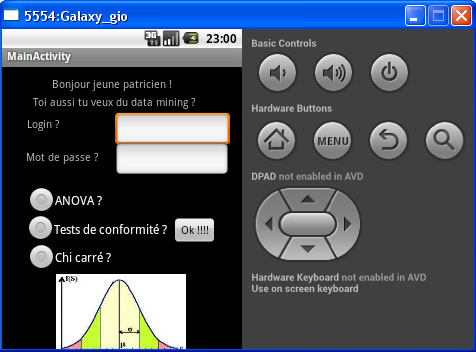 5554:Galaxy_gio
3G
23:00
MainActivity
Bonjour jeune patricien !
Toi aussi tu veux du data mining ?
Login ?
Mot de passe ?
ANOVA ?
Tests de conformité ?
Ok !!!!
Chi carré ?
f(S)
σ
μ
Basic Controls
Hardware Buttons
MENU
DPAD not enabled in AVD
Hardware Keyboard not enabled in AVD
Use on screen keyboard